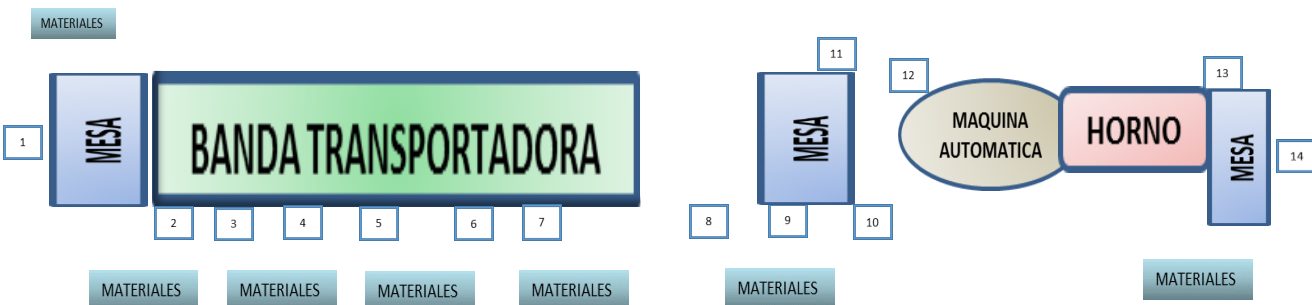 MATERIALES
11
12
13
1
MESA
BANDA TRANSPORTADORA
MESA
MAQUINA
AUTOMATICA
HORNO
MESA
14
2
3
4
5
6
7
8
9
10
MATERIALES
MATERIALES
MATERIALES
MATERIALES
MATERIALES
MATERIALES